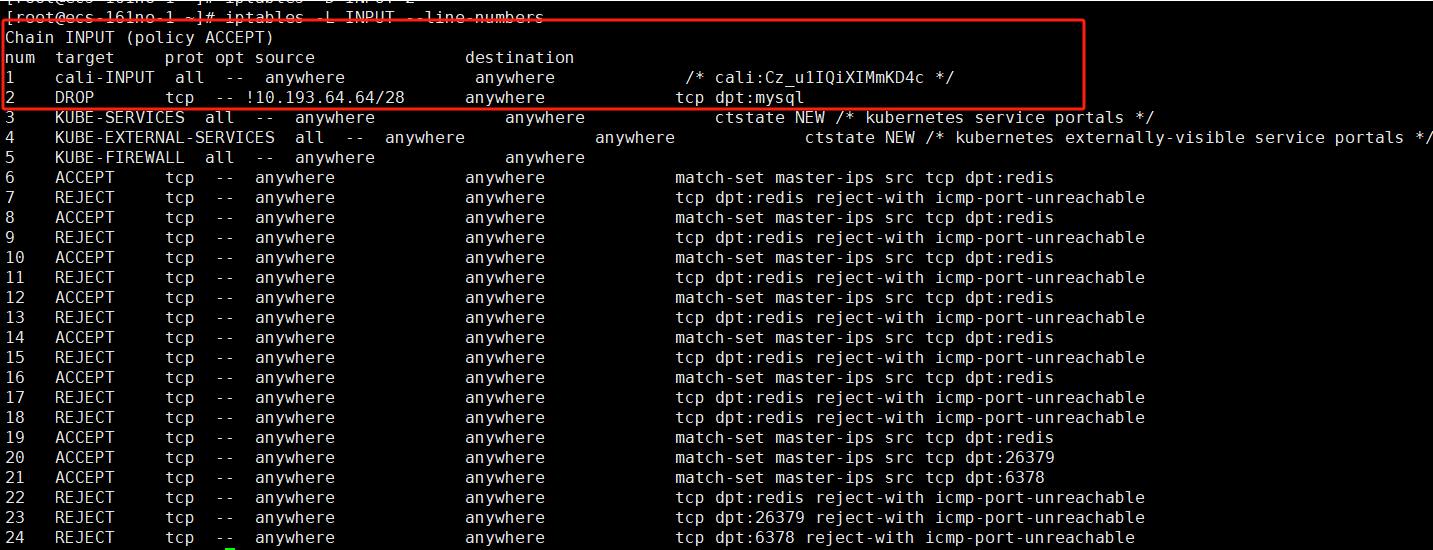 [root@ecs-161no-1 ~]# iptables -D INPUT 2
[root@ecs-161no-1 ~]# iptables -L INPUT --line-numbers
Chain INPUT (policy ACCEPT)
num  target     prot opt source               destination
1    cali-INPUT  all  --  anywhere             anywhere             /* cali:Cz_u1IQiXIMmKD4c */
2    DROP       tcp  -- !10.193.64.64/28      anywhere             tcp dpt:mysql
3    KUBE-SERVICES  all  --  anywhere             anywhere             ctstate NEW /* kubernetes service portals */
4    KUBE-EXTERNAL-SERVICES  all  --  anywhere             anywhere             ctstate NEW /* kubernetes externally-visible service portals */
5    KUBE-FIREWALL  all  --  anywhere             anywhere
6    ACCEPT     tcp  --  anywhere             anywhere             match-set master-ips src tcp dpt:redis
7    REJECT     tcp  --  anywhere             anywhere             tcp dpt:redis reject-with icmp-port-unreachable
8    ACCEPT     tcp  --  anywhere             anywhere             match-set master-ips src tcp dpt:redis
9    REJECT     tcp  --  anywhere             anywhere             tcp dpt:redis reject-with icmp-port-unreachable
10   ACCEPT     tcp  --  anywhere             anywhere             match-set master-ips src tcp dpt:redis
11   REJECT     tcp  --  anywhere             anywhere             tcp dpt:redis reject-with icmp-port-unreachable
12   ACCEPT     tcp  --  anywhere             anywhere             match-set master-ips src tcp dpt:redis
13   REJECT     tcp  --  anywhere             anywhere             tcp dpt:redis reject-with icmp-port-unreachable
14   ACCEPT     tcp  --  anywhere             anywhere             match-set master-ips src tcp dpt:redis
15   REJECT     tcp  --  anywhere             anywhere             tcp dpt:redis reject-with icmp-port-unreachable
16   ACCEPT     tcp  --  anywhere             anywhere             match-set master-ips src tcp dpt:redis
17   REJECT     tcp  --  anywhere             anywhere             tcp dpt:redis reject-with icmp-port-unreachable
18   REJECT     tcp  --  anywhere             anywhere             tcp dpt:redis reject-with icmp-port-unreachable
19   ACCEPT     tcp  --  anywhere             anywhere             match-set master-ips src tcp dpt:redis
20   ACCEPT     tcp  --  anywhere             anywhere             match-set master-ips src tcp dpt:26379
21   ACCEPT     tcp  --  anywhere             anywhere             match-set master-ips src tcp dpt:6378
22   REJECT     tcp  --  anywhere             anywhere             tcp dpt:redis reject-with icmp-port-unreachable
23   REJECT     tcp  --  anywhere             anywhere             tcp dpt:26379 reject-with icmp-port-unreachable
24   REJECT     tcp  --  anywhere             anywhere             tcp dpt:6378 reject-with icmp-port-unreachable